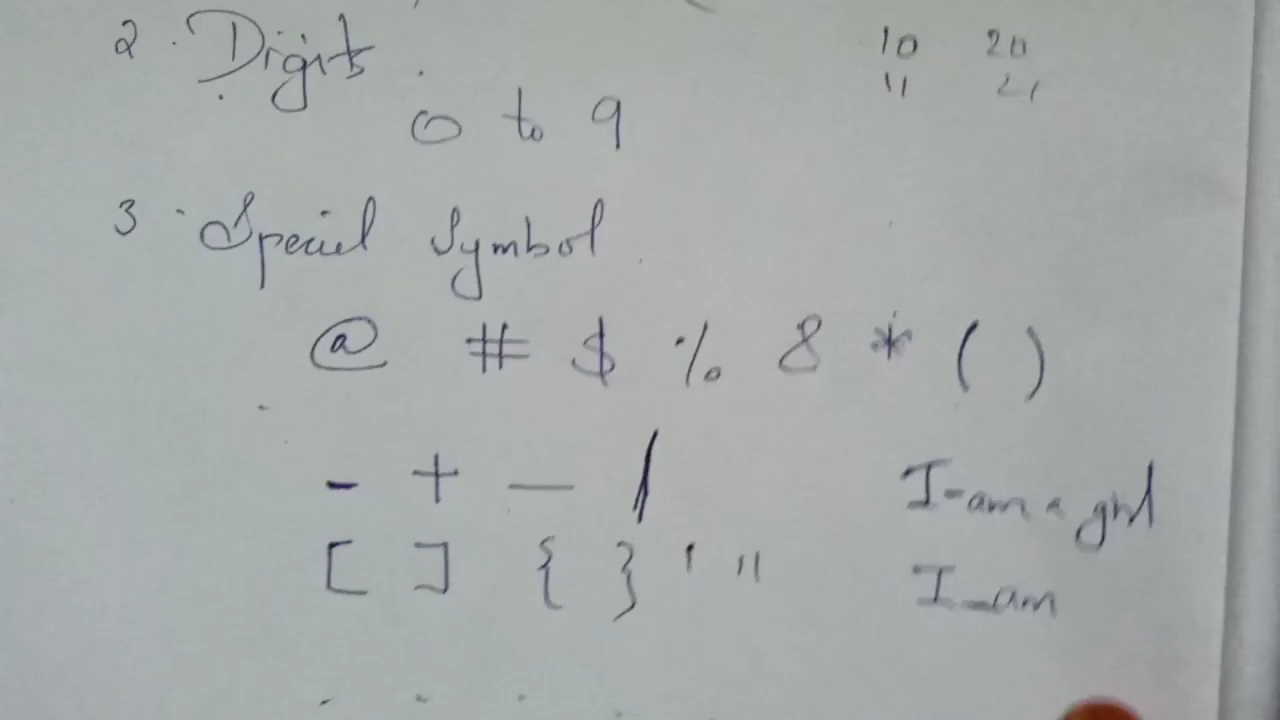 2. Digits.
10 20
11 21
0 to 9
3. Special Symbol.
@ # $ % & * ( )
- + — /
I-am a girl
[ ] { } ' "
I_am